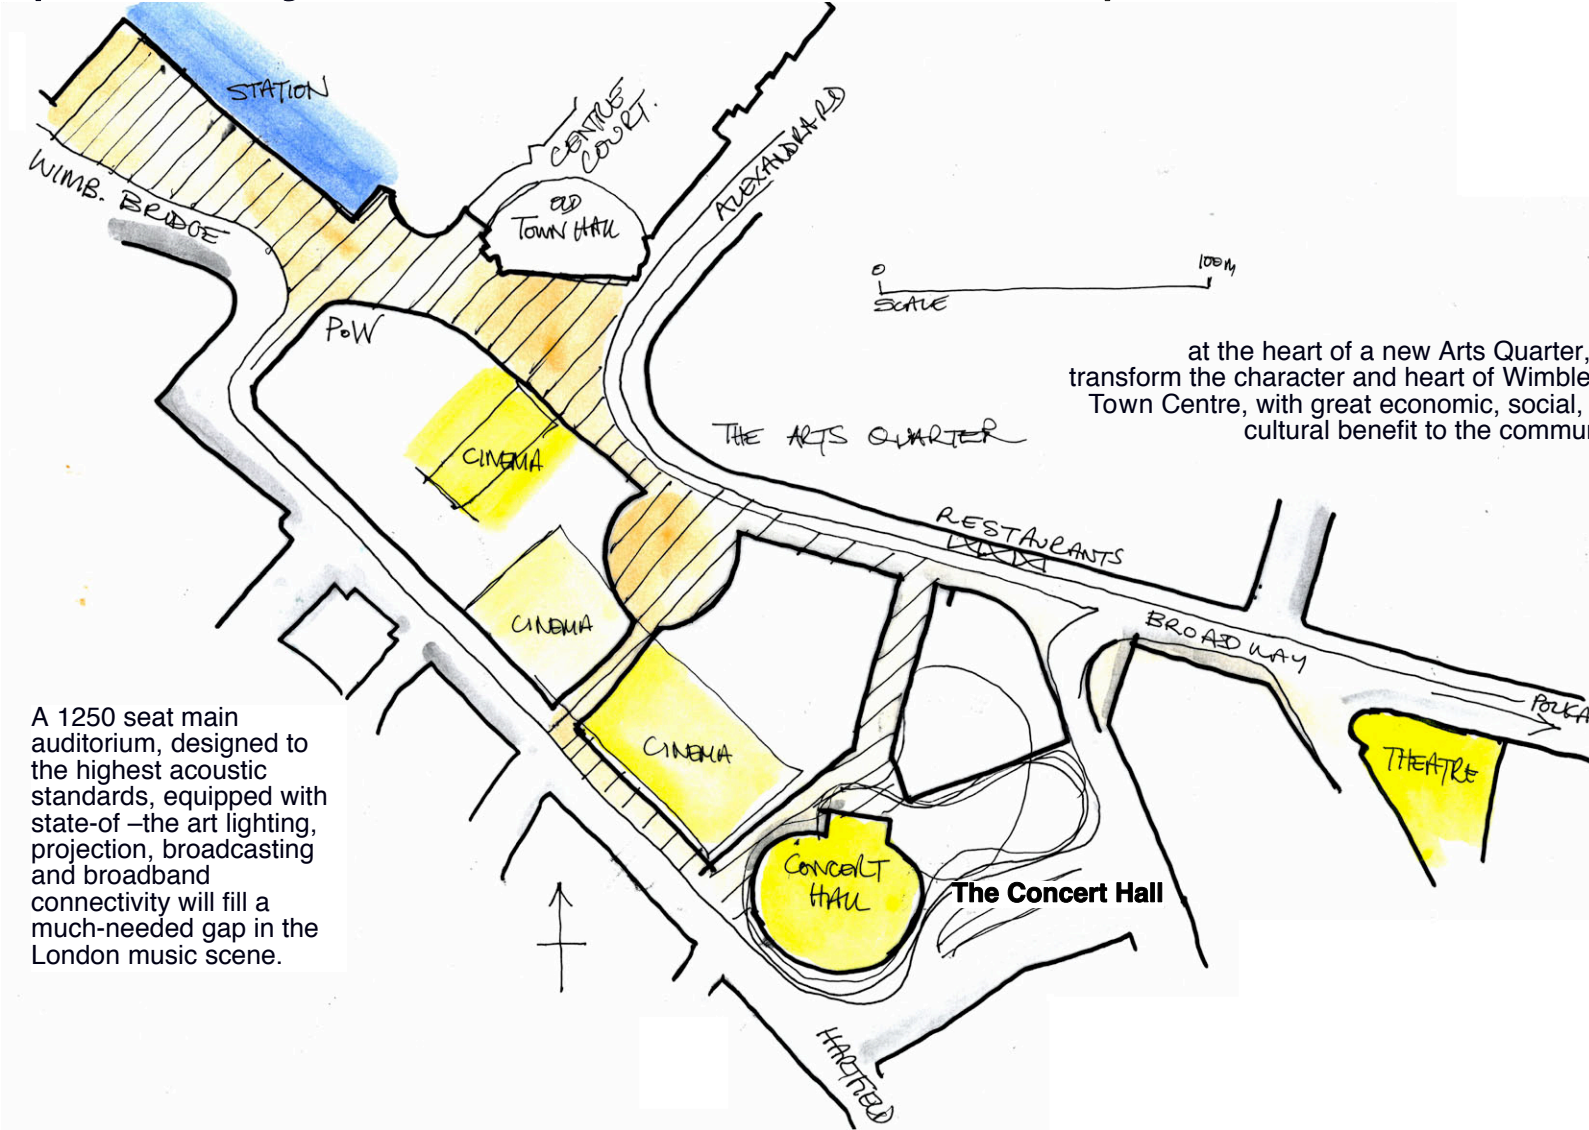 STATION
CENTRE
COURT.
OLD
TOWN HALL
ALEXANDRA RD
WIMB. BRIDGE
0
100M
SCALE
PoW
at the heart of a new Arts Quarter,
transform the character and heart of Wimble
Town Centre, with great economic, social,
cultural benefit to the commu
THE ARTS QUARTER
CINEMA
RESTAURANTS
CINEMA
BROADWAY
POLKA
A 1250 seat main
auditorium, designed to
the highest acoustic
standards, equipped with
state-of –the art lighting,
projection, broadcasting
and broadband
connectivity will fill a
much-needed gap in the
London music scene.
CINEMA
THEATRE
CONCERT
HALL
The Concert Hall
HARTFIELD